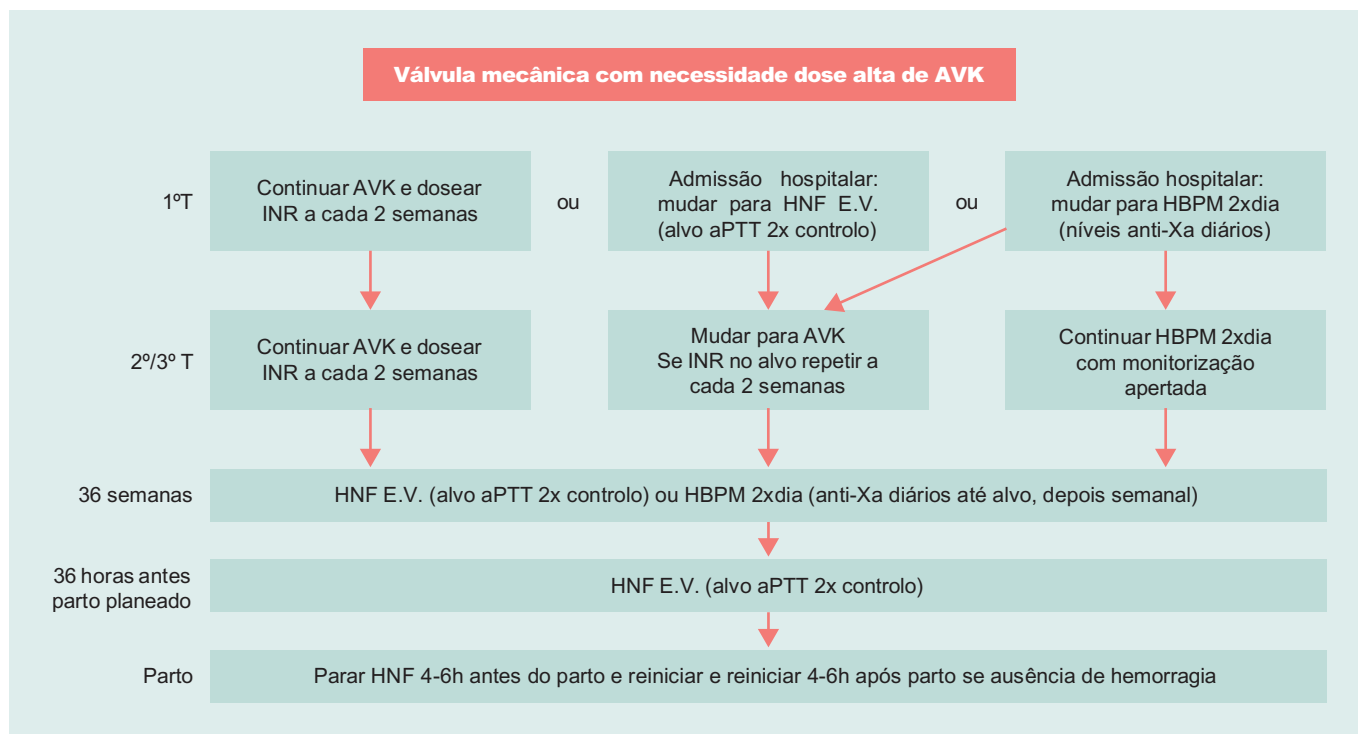 Válvula mecânica com necessidade dose alta de AVK
1ºT
Continuar AVK e dosear
INR a cada 2 semanas
ou
Admissão hospitalar:
mudar para HNF E.V.
(alvo aPTT 2x controlo)
ou
Admissão hospitalar:
mudar para HBPM 2xdia
(níveis anti-Xa diários)
2º/3º T
Continuar AVK e dosear
INR a cada 2 semanas
Mudar para AVK
Se INR no alvo repetir a
cada 2 semanas
Continuar HBPM 2xdia
com monitorização
apertada
36 semanas
HNF E.V. (alvo aPTT 2x controlo) ou HBPM 2xdia (anti-Xa diários até alvo, depois semanal)
36 horas antes
parto planeado
HNF E.V. (alvo aPTT 2x controlo)
Parto
Parar HNF 4-6h antes do parto e reiniciar e reiniciar 4-6h após parto se ausência de hemorragia